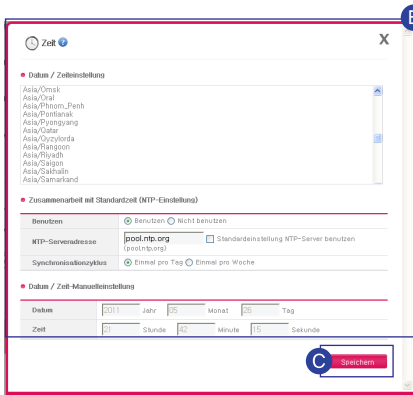 E
Zeit ?
X
Datum / Zeiteinstellung
Asia/Omsk
Asia/Oral
Asia/Phnom_Penh
Asia/Pontianak
Asia/Pyongyang
Asia/Qatar
Asia/Qyzylorda
Asia/Rangoon
Asia/Riyadh
Asia/Saigon
Asia/Sakhalin
Asia/Samarkand
Zusammenarbeit mit Standardzeit (NTP-Einstellung)
Benutzen Benutzen Nicht benutzen
NTP-Serveradresse pool.ntp.org Standardeinstellung NTP-Server benutzen
(pool.ntp.org)
Synchronisationzyklus Einmal pro Tag Einmal pro Woche
Datum / Zeit-Manuelleinstellung
Datum 2011 Jahr 05 Monat 26 Tag
Zeit 21 Stunde 42 Minute 15 Sekunde
C Speichern